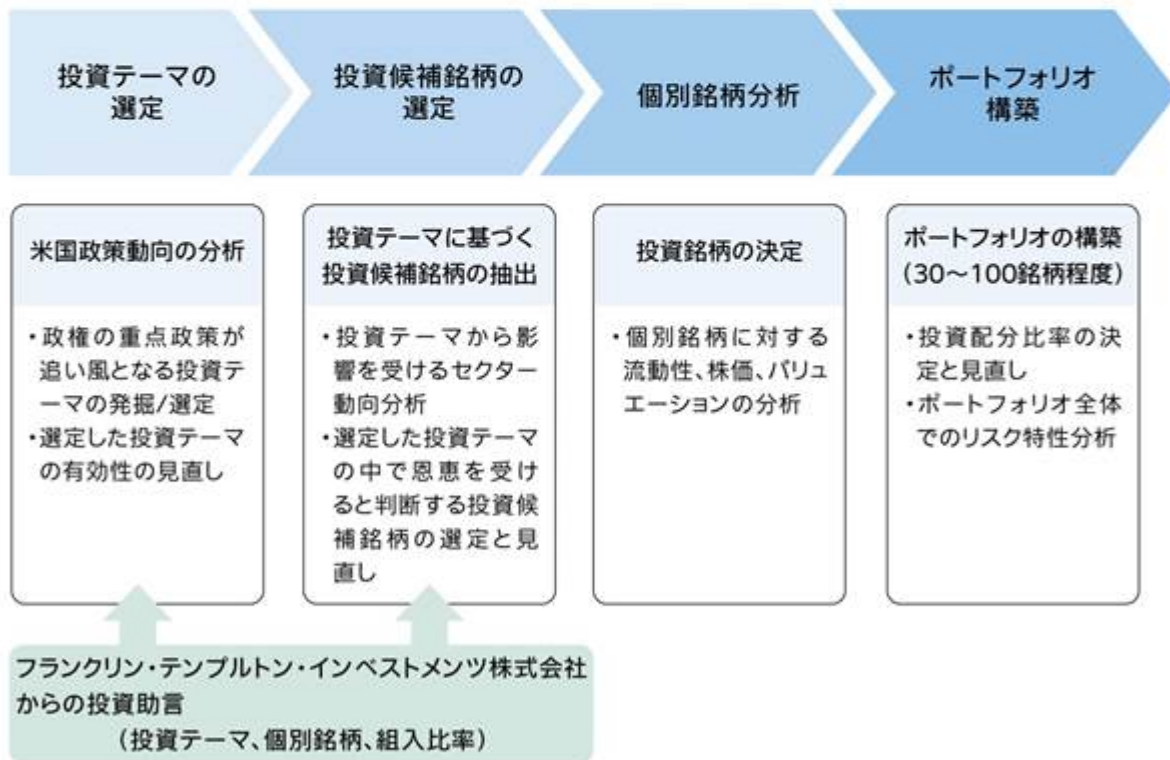 投資テーマの
選定
投資候補銘柄の
選定
個別銘柄分析
ポートフォリオ
構築
米国政策動向の分析
・政権の重点政策が
追い風となる投資テ
ーマの発掘/選定
・選定した投資テーマ
の有効性の見直し
投資テーマに基づく
投資候補銘柄の抽出
・投資テーマから影
響を受けるセクター
動向分析
・選定した投資テーマ
の中で恩恵を受け
ると判断する投資候
補銘柄の選定と見
直し
投資銘柄の決定
・個別銘柄に対する
流動性、株価、バリュ
エーションの分析
ポートフォリオの構築
(30～100銘柄程度)
・投資配分比率の決
定と見直し
・ポートフォリオ全体
でのリスク特性分析
フランクリン・テンプルトン・インベストメンツ株式会社
からの投資助言
(投資テーマ、個別銘柄、組入比率)